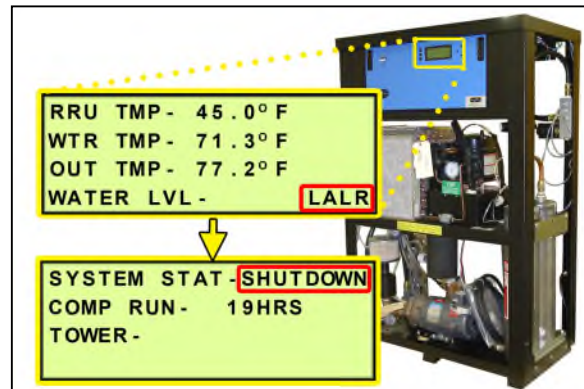 RRU TMP- 45.0°F
WTR TMP- 71.3°F
OUT TMP- 77.2°F
WATER LVL- LALR
SYSTEM STAT-SHUTDOWN
COMP RUN- 19HRS
TOWER-